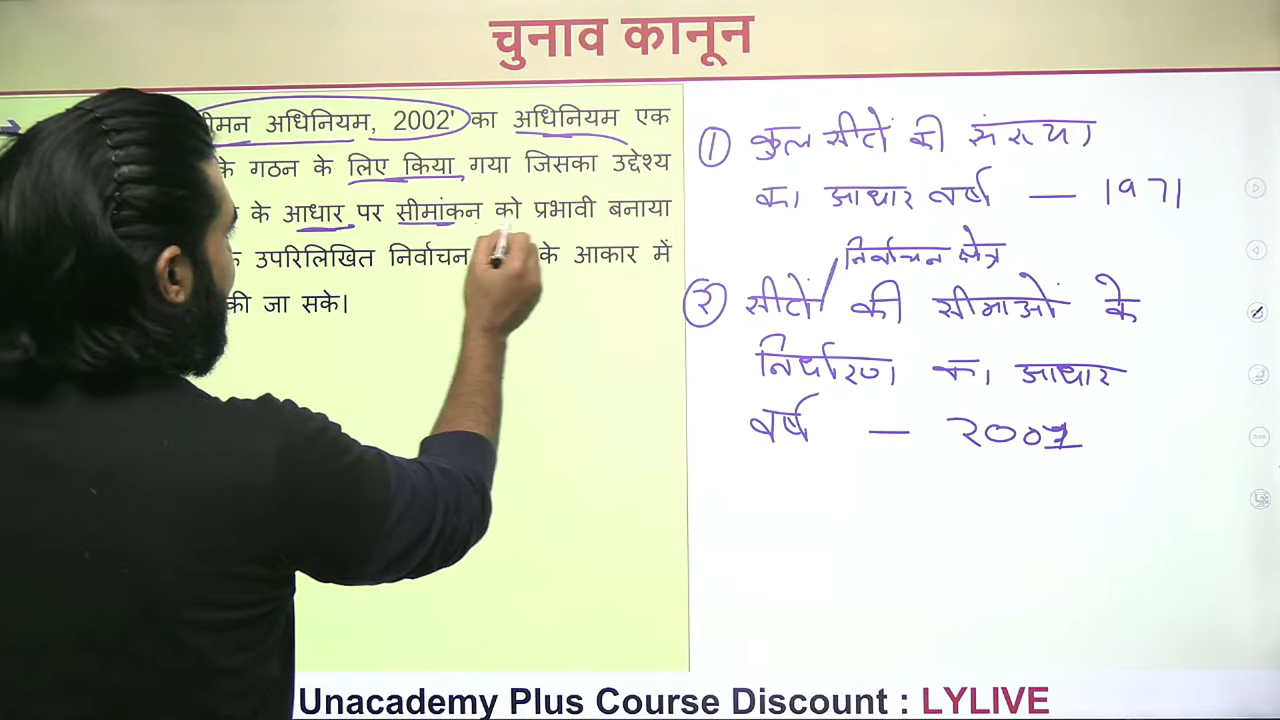 चुनाव कानून
मन अधिनियम, 2002' का अधिनियम एक
के गठन के लिए किया गया जिसका उद्देश्य
के आधार पर सीमांकन को प्रभावी बनाया
उपरिलिखित निर्वाचन के आकार में
की जा सके।
① कुल सीटों की संख्या
का आधार वर्ष — 1971
निर्वाचन क्षेत्र
② सीटों / की सीमाओं के
निर्धारण का आधार
वर्ष — २००1
Unacademy Plus Course Discount : LYLIVE